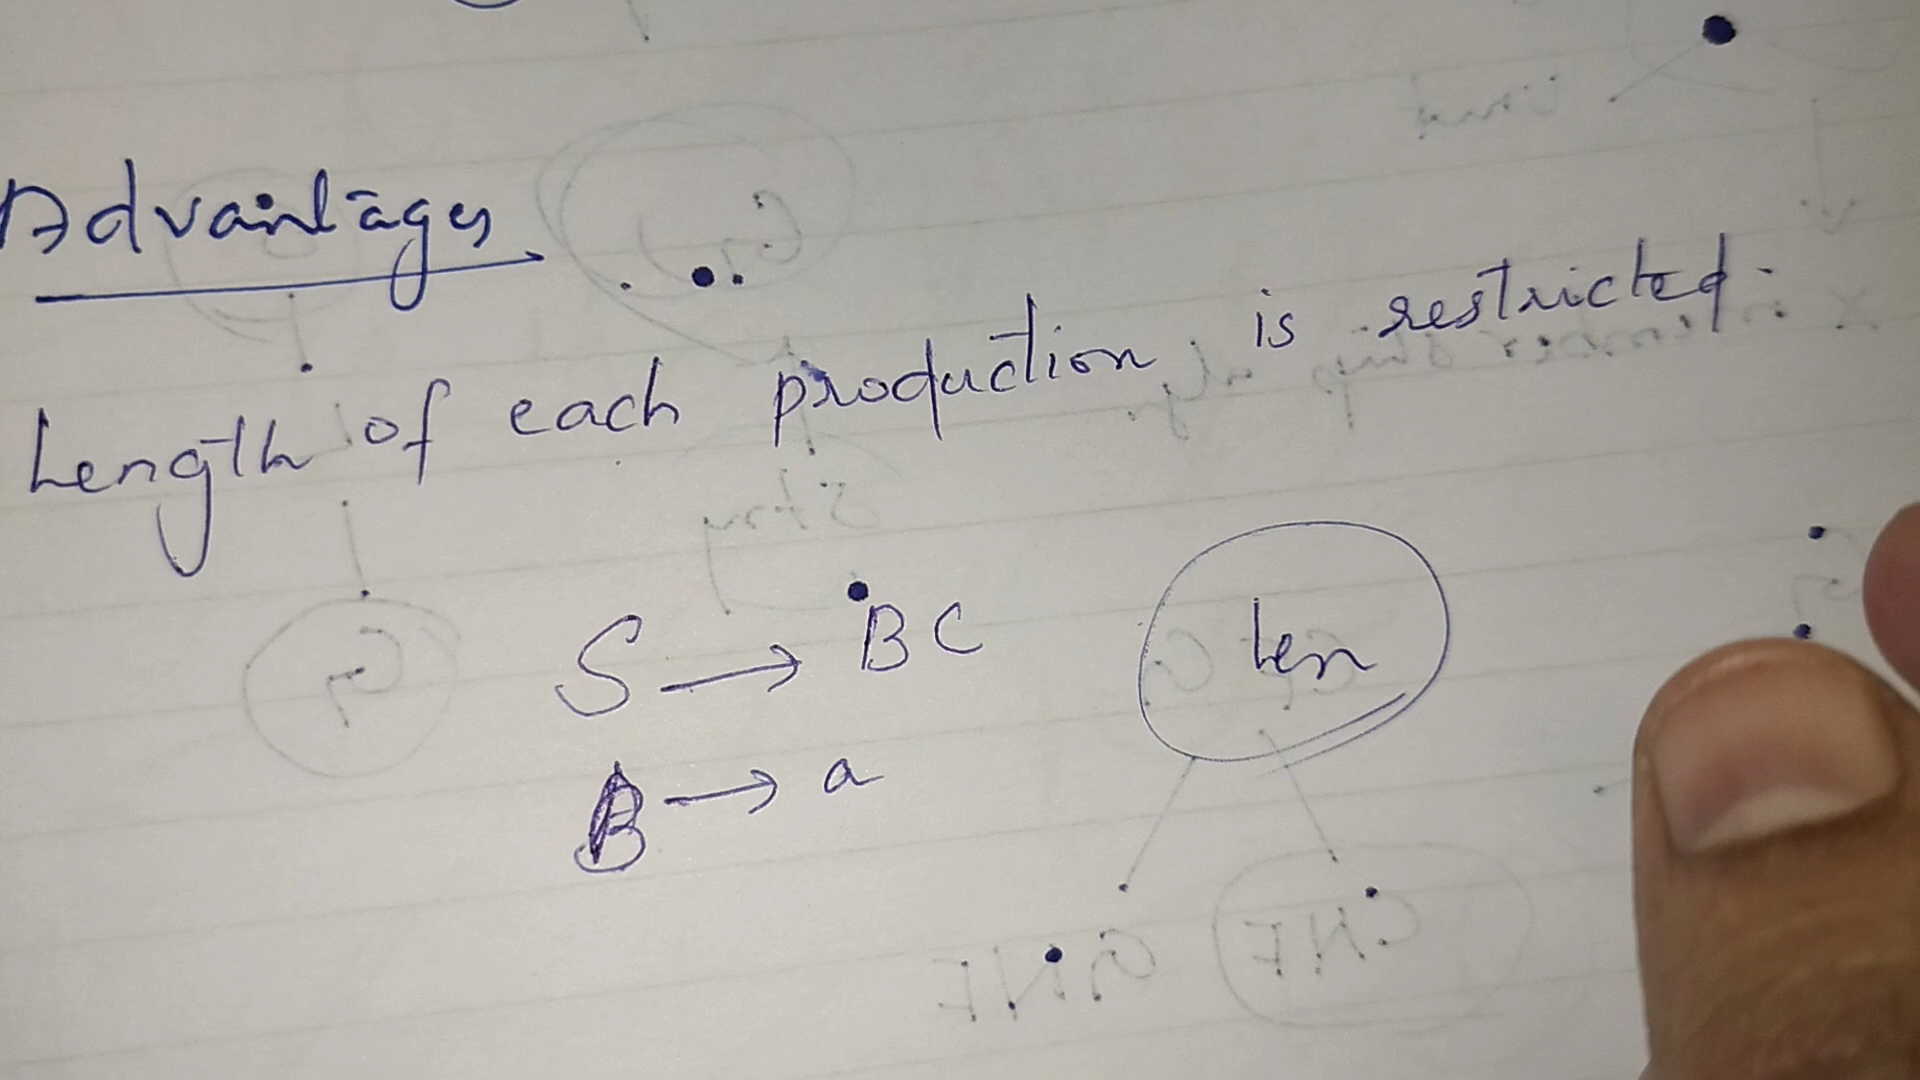 Advantages
Length of each production is restricted.
S → BC
len
B → a